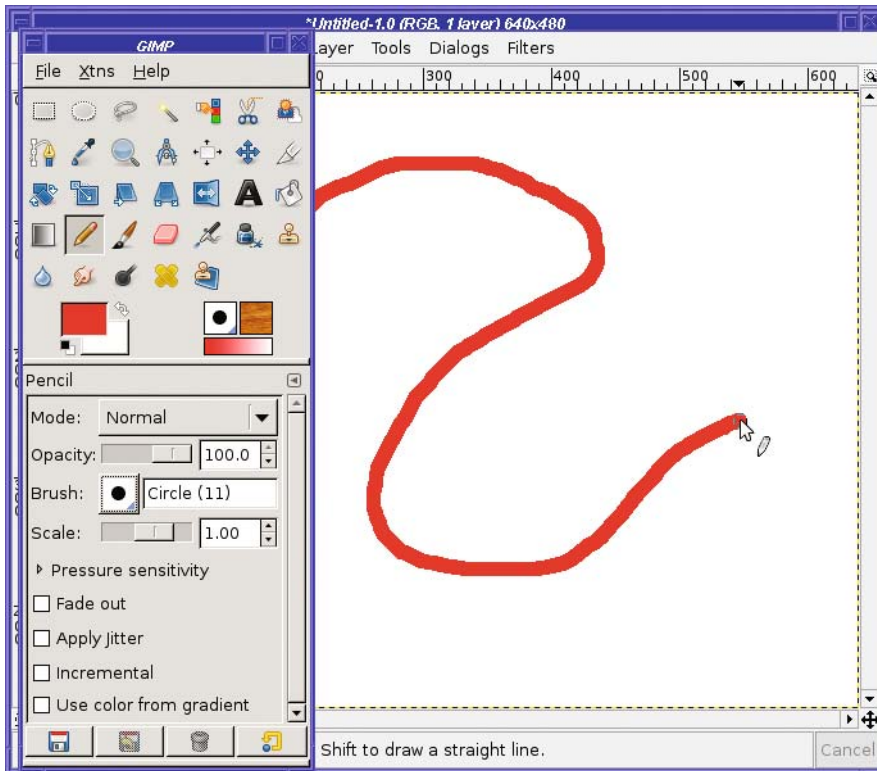 *Untitled-1.0 (RGB, 1 layer) 640x480
GIMP
Layer Tools Dialogs Filters
File Xtns Help
300 400 500 600
Pencil
Mode: Normal
Opacity: 100.0
Brush: Circle (11)
Scale: 1.00
Pressure sensitivity
Fade out
Apply Jitter
Incremental
Use color from gradient
Shift to draw a straight line.
Cancel